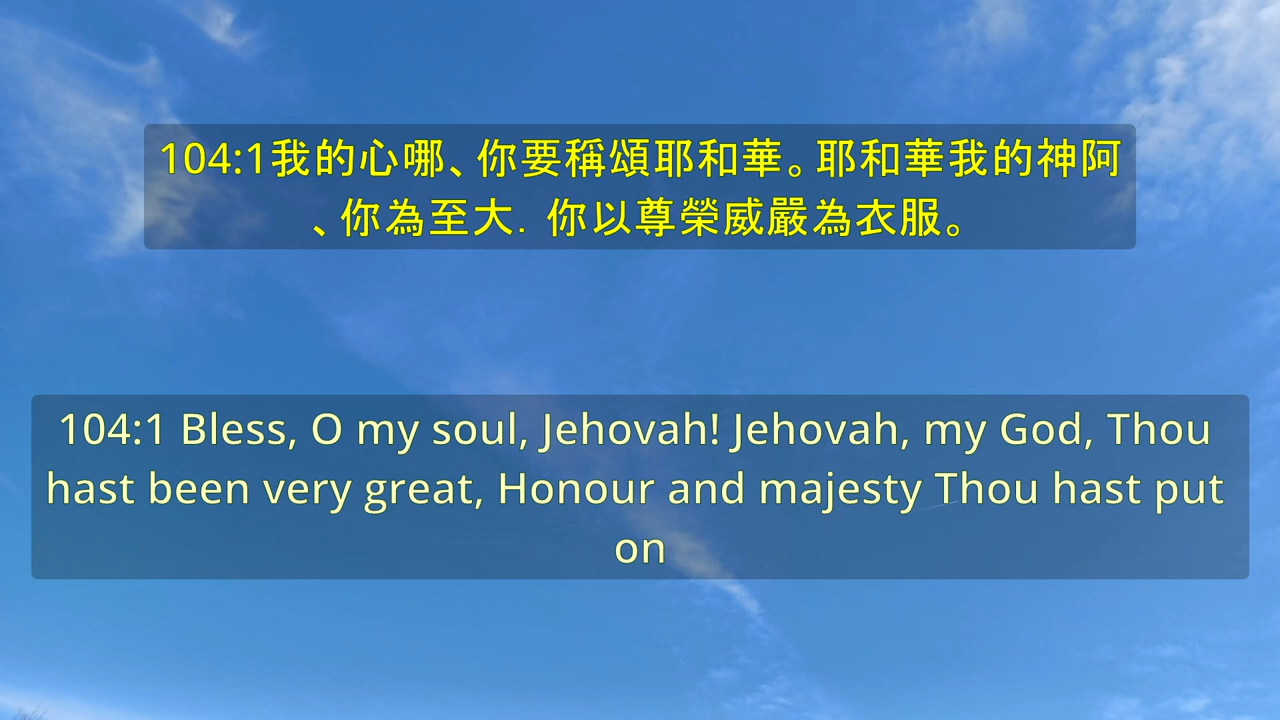 104:1我的心哪、你要稱頌耶和華。耶和華我的神阿
、你為至大．你以尊榮威嚴為衣服。
104:1 Bless, O my soul, Jehovah! Jehovah, my God, Thou
hast been very great, Honour and majesty Thou hast put
on